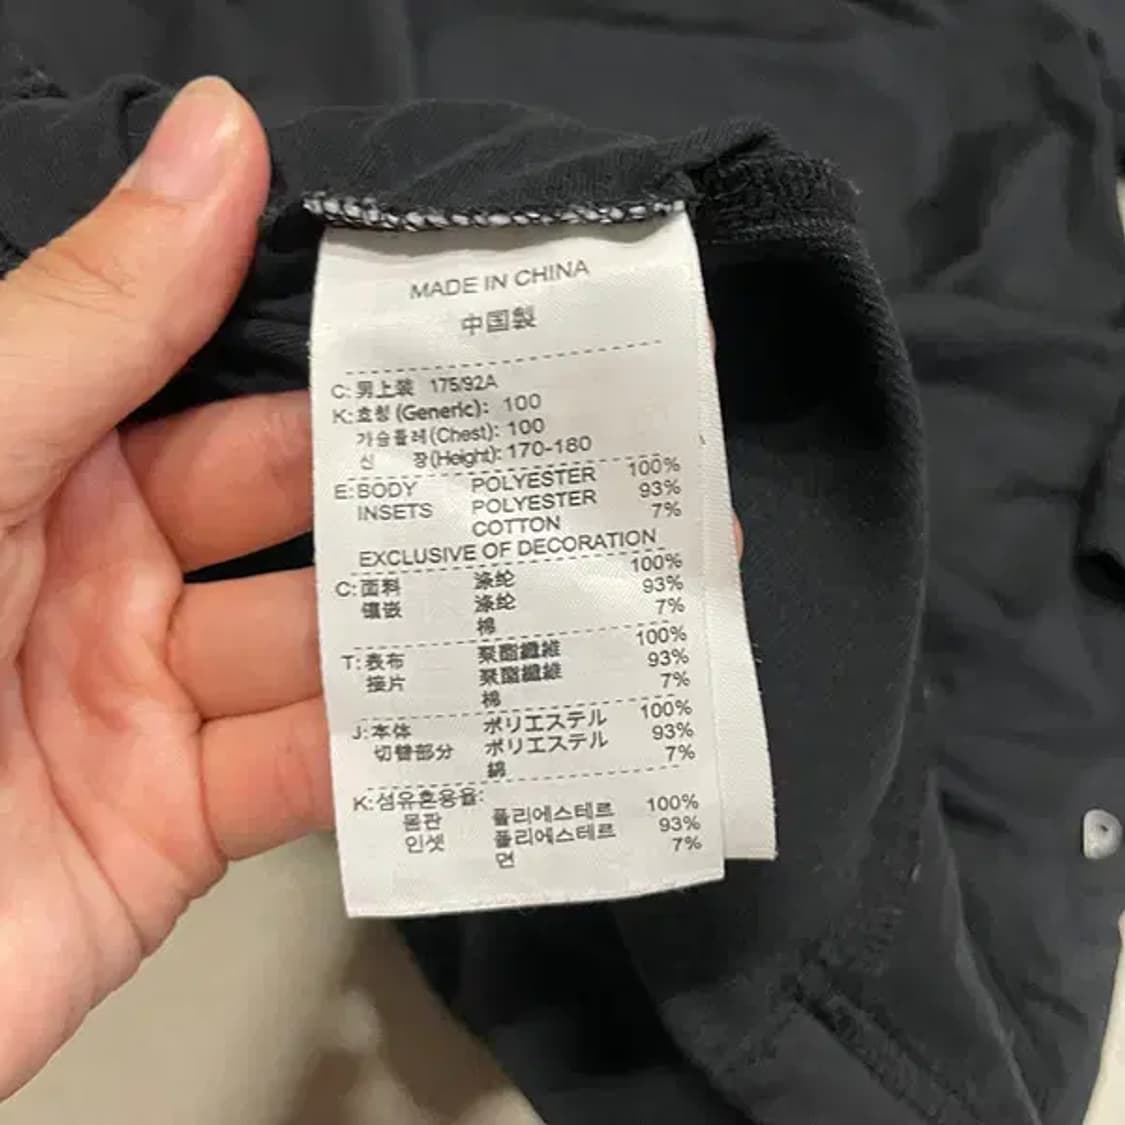 MADE IN CHINA
中国製
C: 男上装 175/92A
K: 호칭 (Generic): 100
가슴둘레(Chest): 100
신 장(Height): 170-180
E: BODY POLYESTER 100%
INSETS POLYESTER 93%
COTTON 7%
EXCLUSIVE OF DECORATION
C: 面料 涤纶 100%
镶嵌 涤纶 93%
棉 7%
T: 表布 聚酯纖維 100%
接片 聚酯纖維 93%
棉 7%
J: 本体 ポリエステル 100%
切替部分 ポリエステル 93%
綿 7%
K: 섬유혼용율:
몸판 폴리에스테르 100%
인셋 폴리에스테르 93%
면 7%